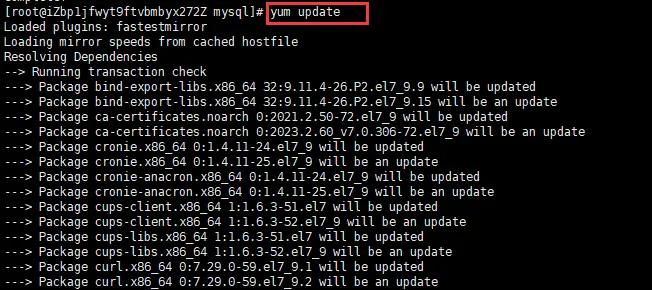 [root@iZbp1jfwyt9ftvbmbyx272Z mysql]# yum update
Loaded plugins: fastestmirror
Loading mirror speeds from cached hostfile
Resolving Dependencies
--> Running transaction check
---> Package bind-export-libs.x86_64 32:9.11.4-26.P2.el7_9.9 will be updated
---> Package bind-export-libs.x86_64 32:9.11.4-26.P2.el7_9.15 will be an update
---> Package ca-certificates.noarch 0:2021.2.50-72.el7_9 will be updated
---> Package ca-certificates.noarch 0:2023.2.60_v7.0.306-72.el7_9 will be an update
---> Package cronie.x86_64 0:1.4.11-24.el7_9 will be updated
---> Package cronie.x86_64 0:1.4.11-25.el7_9 will be an update
---> Package cronie-anacron.x86_64 0:1.4.11-24.el7_9 will be updated
---> Package cronie-anacron.x86_64 0:1.4.11-25.el7_9 will be an update
---> Package cups-client.x86_64 1:1.6.3-51.el7 will be updated
---> Package cups-client.x86_64 1:1.6.3-52.el7_9 will be an update
---> Package cups-libs.x86_64 1:1.6.3-51.el7 will be updated
---> Package cups-libs.x86_64 1:1.6.3-52.el7_9 will be an update
---> Package curl.x86_64 0:7.29.0-59.el7_9.1 will be updated
---> Package curl.x86_64 0:7.29.0-59.el7_9.2 will be an update